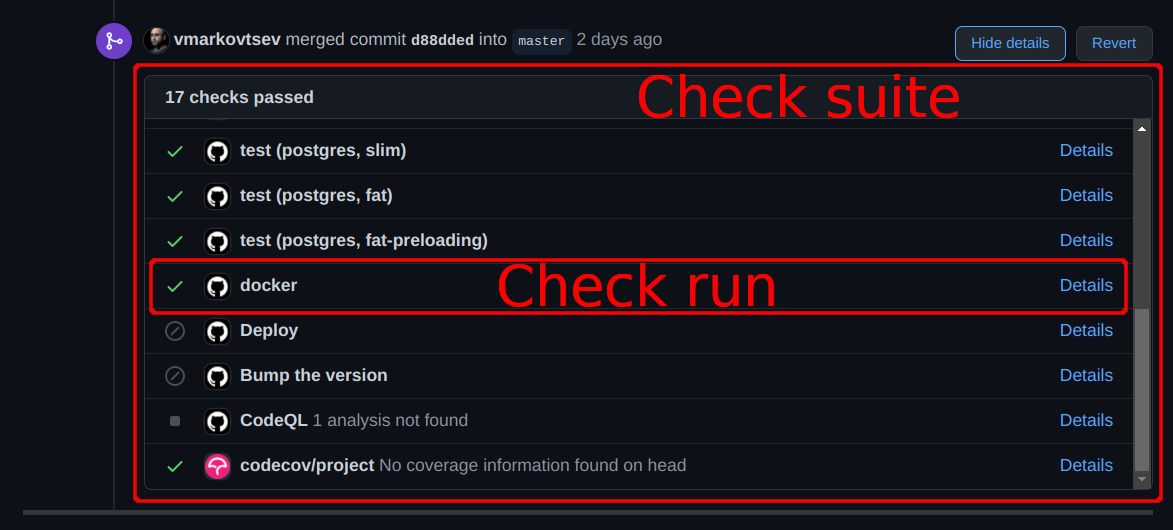 vmarkovtsev merged commit d88dded into master 2 days ago
Hide details
Revert
17 checks passed
Check suite
test (postgres, slim)
Details
test (postgres, fat)
Details
test (postgres, fat-preloading)
Details
docker
Check run
Details
Deploy
Details
Bump the version
Details
CodeQL 1 analysis not found
Details
codecov/project No coverage information found on head
Details